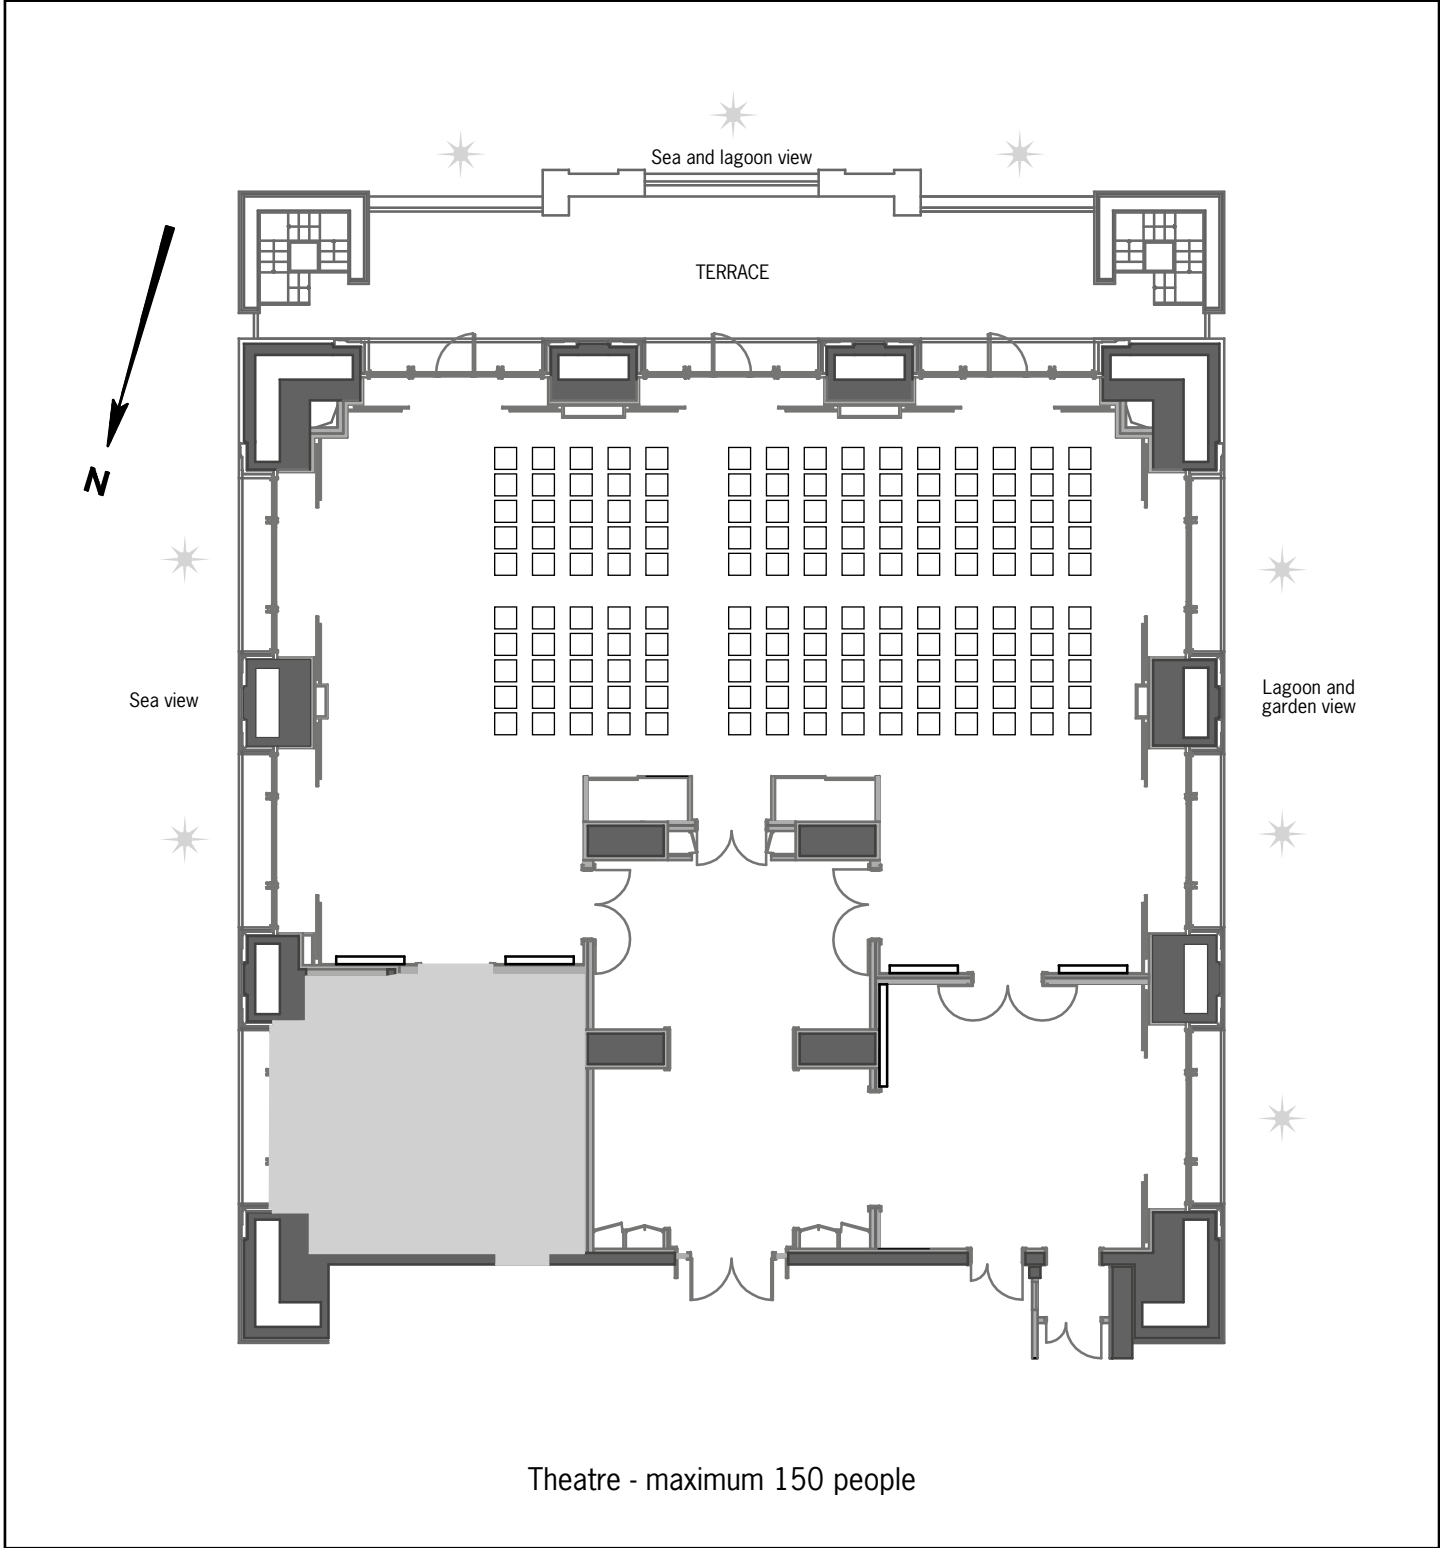 Sea and lagoon view
TERRACE
N
Sea view
Lagoon and
garden view
Theatre - maximum 150 people